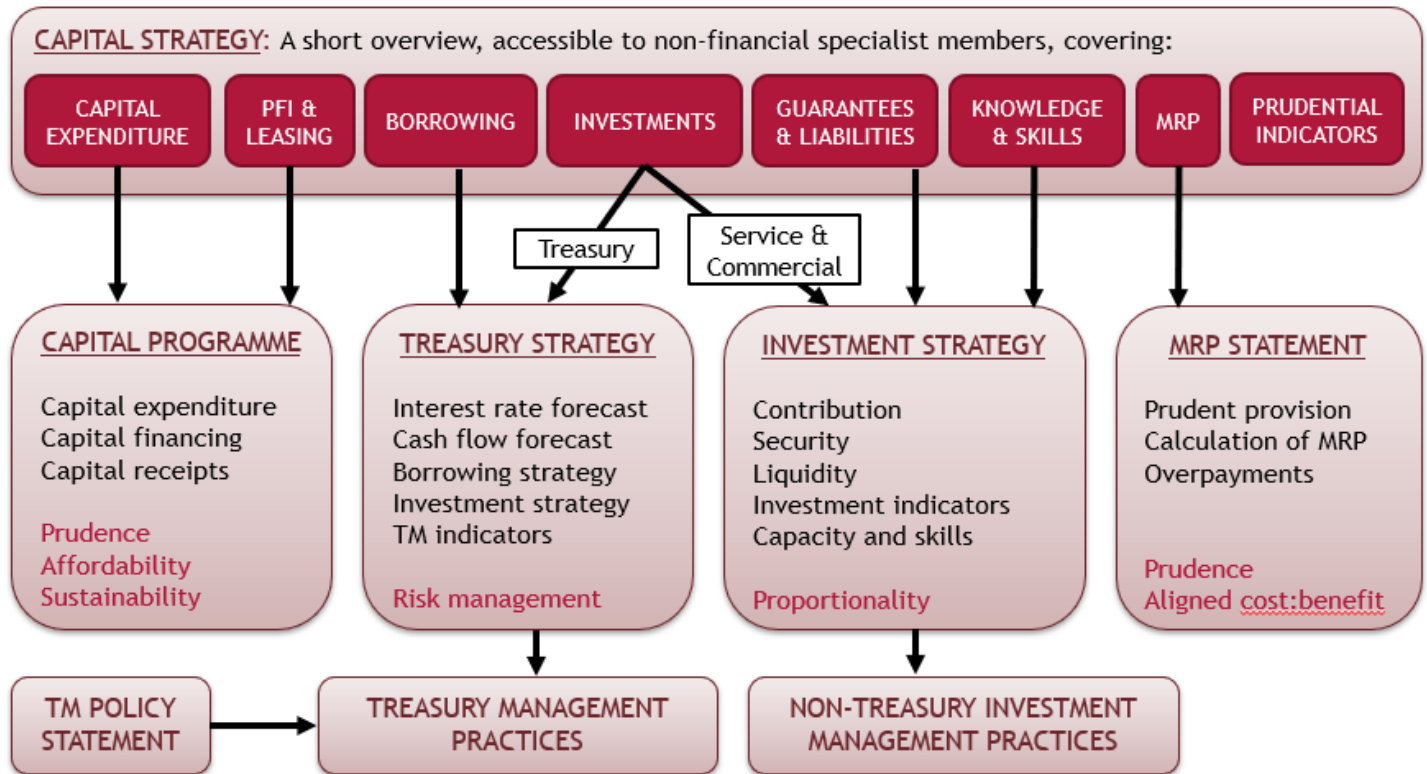 CAPITAL STRATEGY: A short overview, accessible to non-financial specialist members, covering:
CAPITAL
EXPENDITURE
PFI &
LEASING
BORROWING
INVESTMENTS
GUARANTEES
& LIABILITIES
KNOWLEDGE
& SKILLS
MRP
PRUDENTIAL
INDICATORS
Treasury
Service &
Commercial
CAPITAL PROGRAMME
Capital expenditure
Capital financing
Capital receipts
Prudence
Affordability
Sustainability
TREASURY STRATEGY
Interest rate forecast
Cash flow forecast
Borrowing strategy
Investment strategy
TM indicators
Risk management
INVESTMENT STRATEGY
Contribution
Security
Liquidity
Investment indicators
Capacity and skills
Proportionality
MRP STATEMENT
Prudent provision
Calculation of MRP
Overpayments
Prudence
Aligned cost:benefit
TM POLICY
STATEMENT
TREASURY MANAGEMENT
PRACTICES
NON-TREASURY INVESTMENT
MANAGEMENT PRACTICES